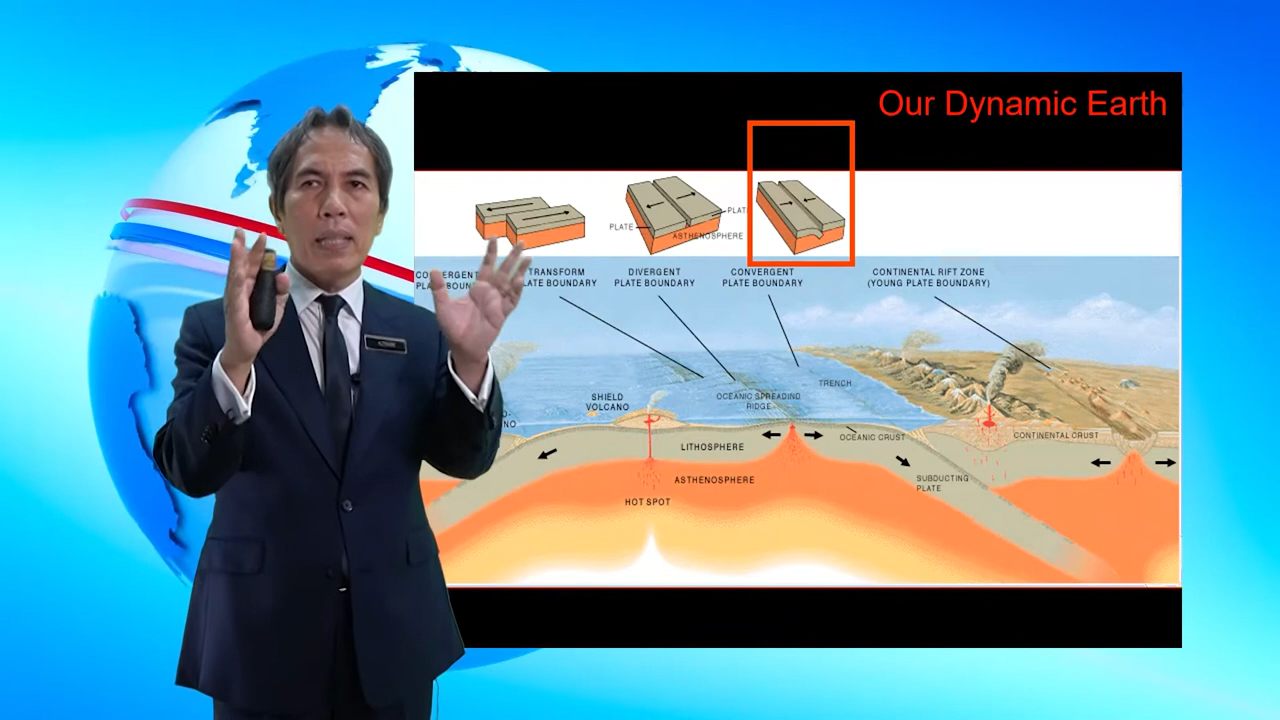 Our Dynamic Earth
PLATE
ASTHENOSPHERE
TRANSFORM
PLATE BOUNDARY
DIVERGENT
PLATE BOUNDARY
CONVERGENT
PLATE BOUNDARY
CONTINENTAL RIFT ZONE
(YOUNG PLATE BOUNDARY)
TRENCH
SHIELD
VOLCANO
OCEANIC SPREADING
RIDGE
OCEANIC CRUST
CONTINENTAL CRUST
LITHOSPHERE
ASTHENOSPHERE
SUBDUCTING
PLATE
HOT SPOT